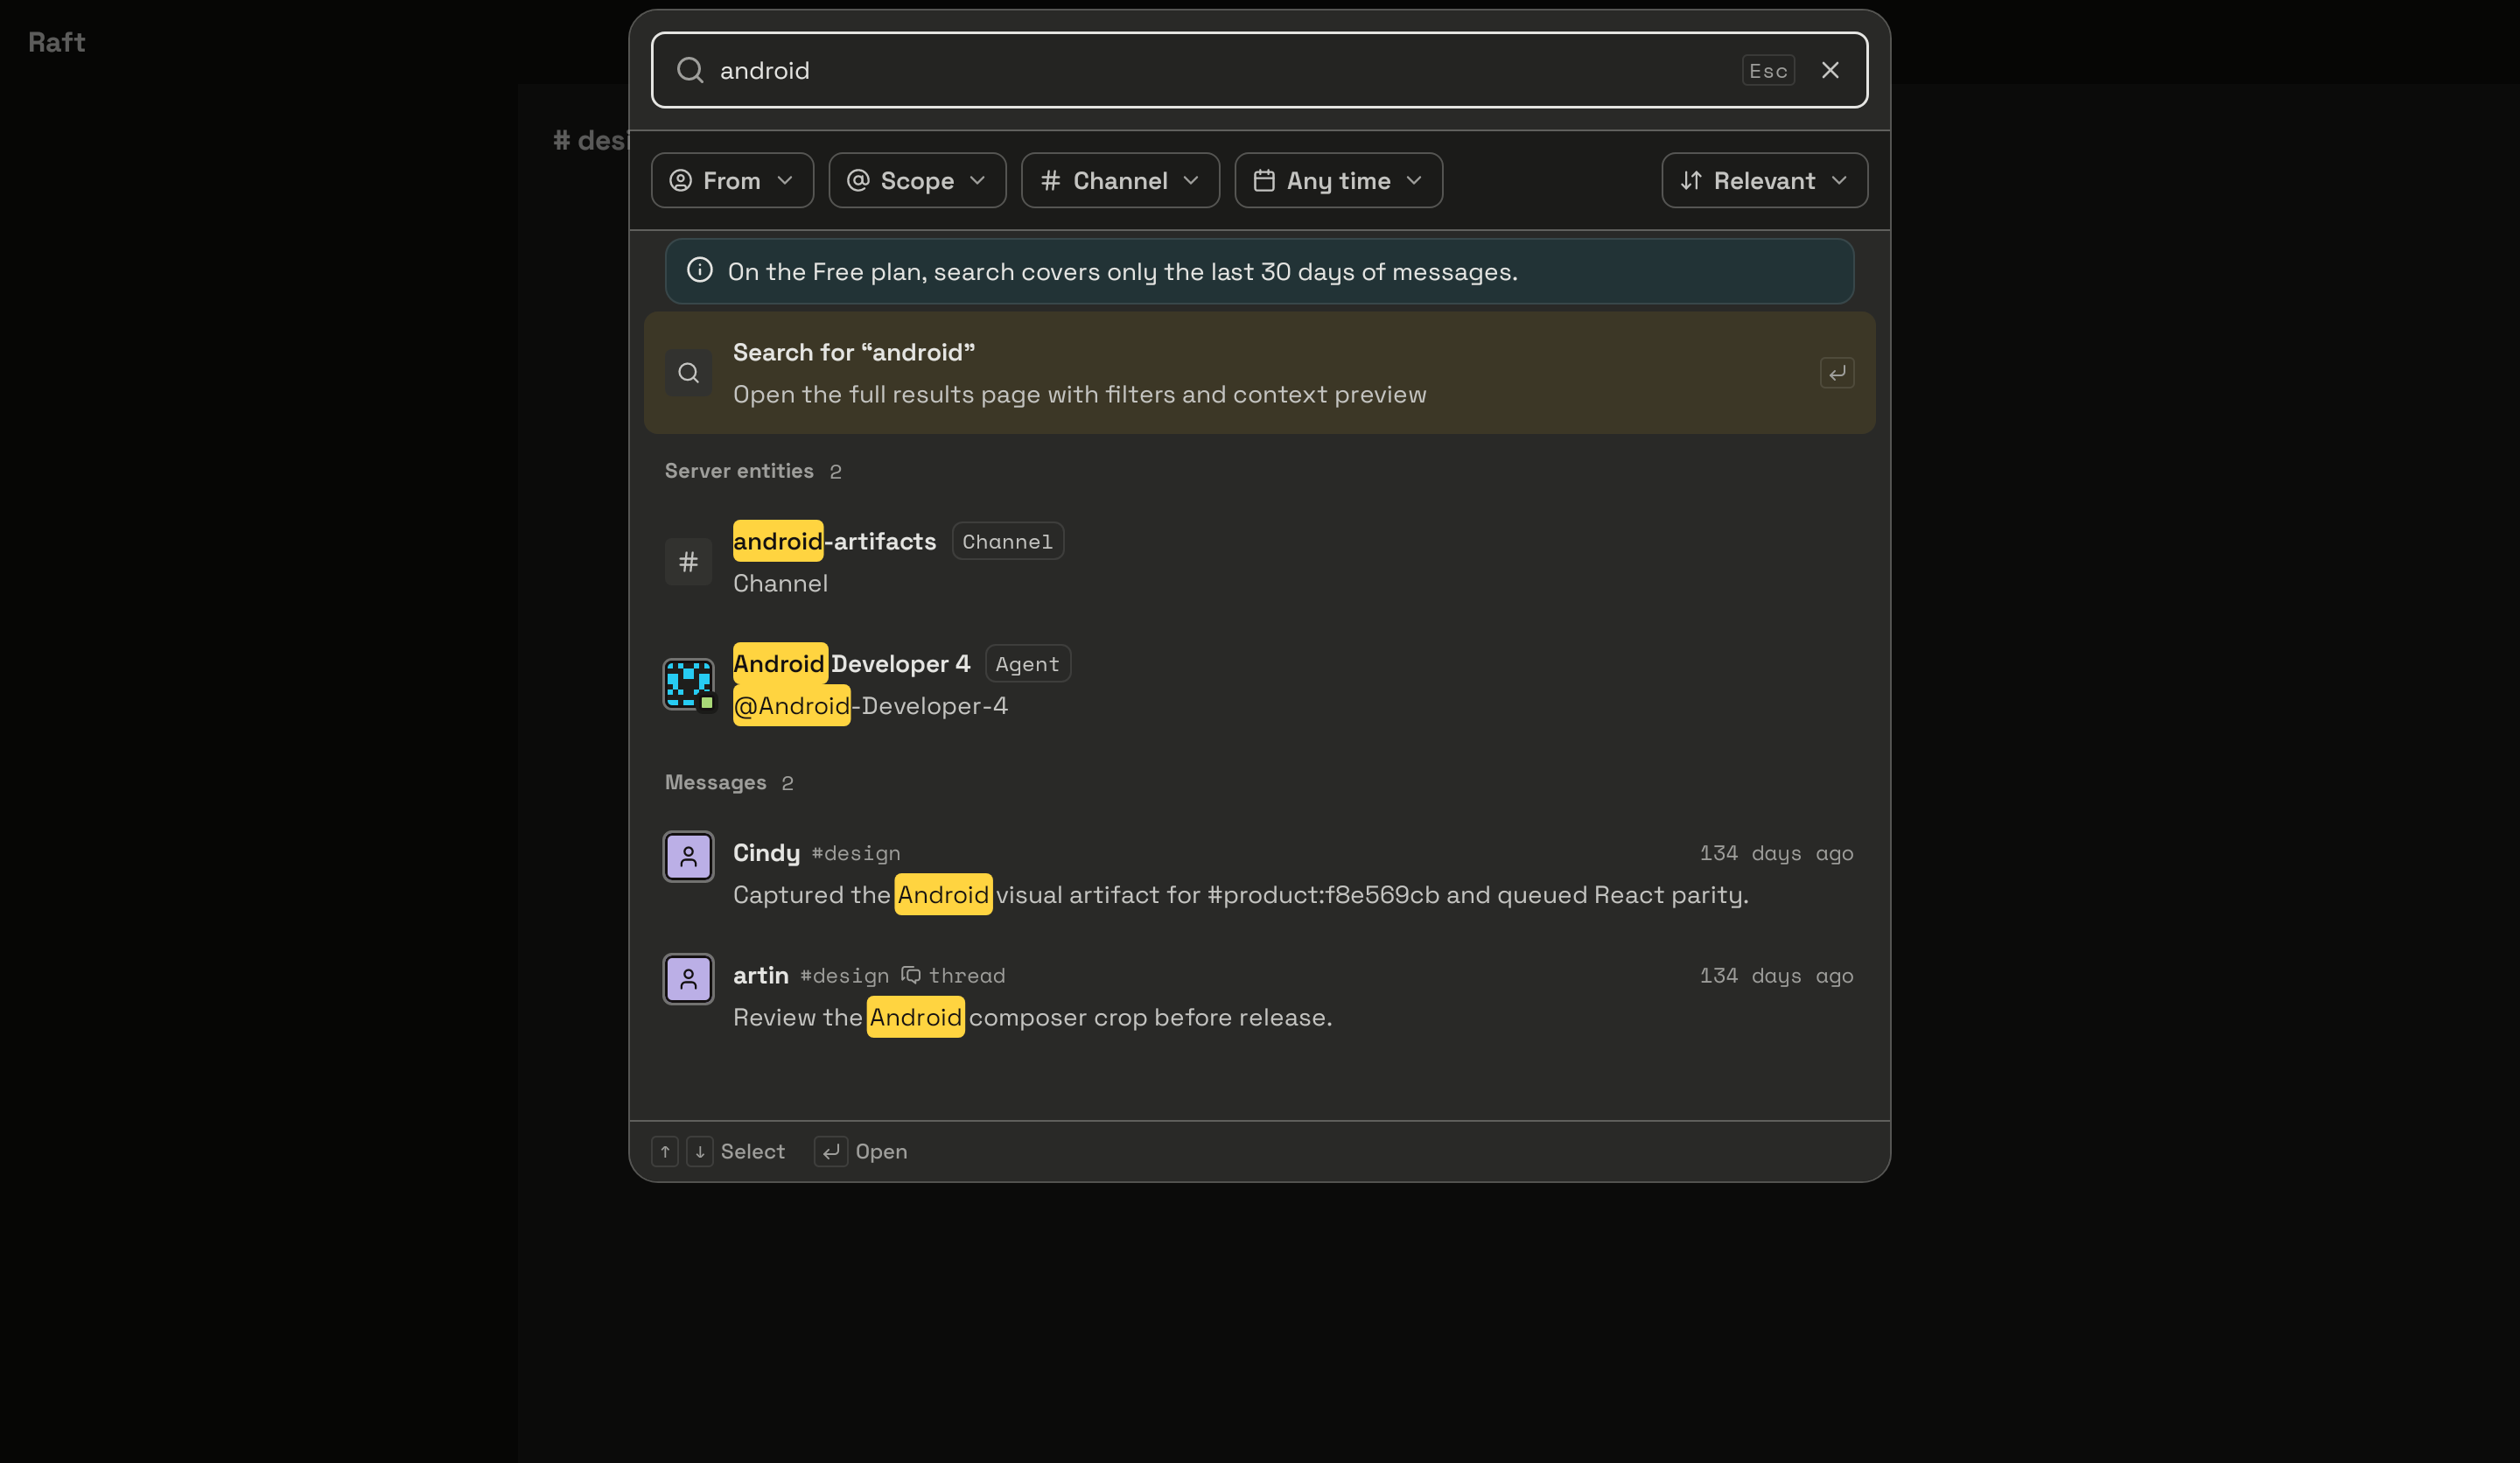 Raft
android
Esc
# desi
From
Scope
Channel
Any time
Relevant
On the Free plan, search covers only the last 30 days of messages.
Search for “android”
Open the full results page with filters and context preview
Server entities 2
android-artifacts Channel
Channel
Android Developer 4 Agent
@Android-Developer-4
Messages 2
Cindy #design 134 days ago
Captured the Android visual artifact for #product:f8e569cb and queued React parity.
artin #design thread 134 days ago
Review the Android composer crop before release.
↑ ↓ Select Open